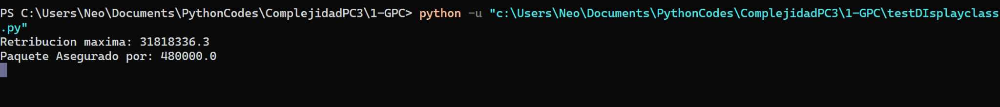 PS C:\Users\Neo\Documents\PythonCodes\ComplejidadPC3\1-GPC> python -u "c:\Users\Neo\Documents\PythonCodes\ComplejidadPC3\1-GPC\testDIsplayclass
.py"
Retribucion maxima: 31818336.3
Paquete Asegurado por: 480000.0